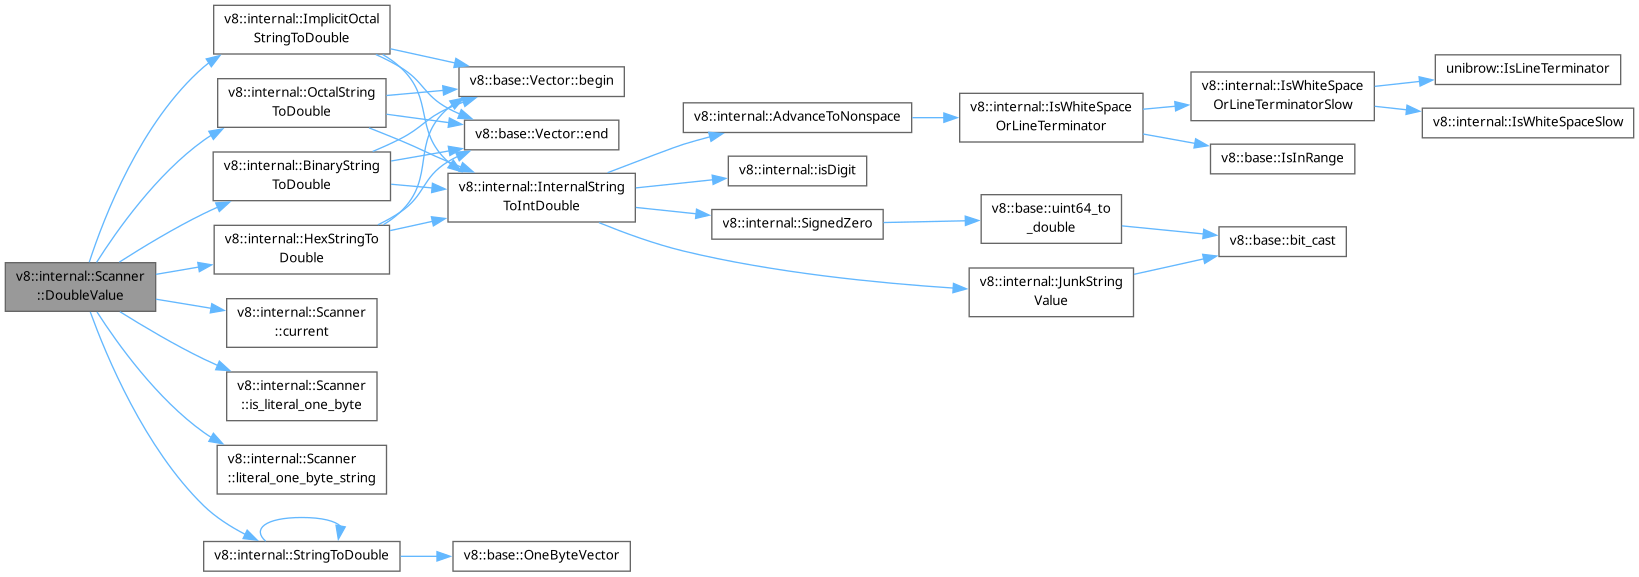 v8::internal::Scanner
::DoubleValue
v8::internal::ImplicitOctal
StringToDouble
v8::internal::OctalString
ToDouble
v8::internal::BinaryString
ToDouble
v8::internal::HexStringTo
Double
v8::internal::Scanner
::current
v8::internal::Scanner
::is_literal_one_byte
v8::internal::Scanner
::literal_one_byte_string
v8::internal::StringToDouble
v8::base::Vector::begin
v8::base::Vector::end
v8::internal::InternalString
ToIntDouble
v8::base::OneByteVector
v8::internal::AdvanceToNonspace
v8::internal::isDigit
v8::internal::SignedZero
v8::internal::IsWhiteSpace
OrLineTerminator
v8::base::uint64_to
_double
v8::internal::JunkString
Value
v8::internal::IsWhiteSpace
OrLineTerminatorSlow
v8::base::IsInRange
v8::base::bit_cast
unibrow::IsLineTerminator
v8::internal::IsWhiteSpaceSlow